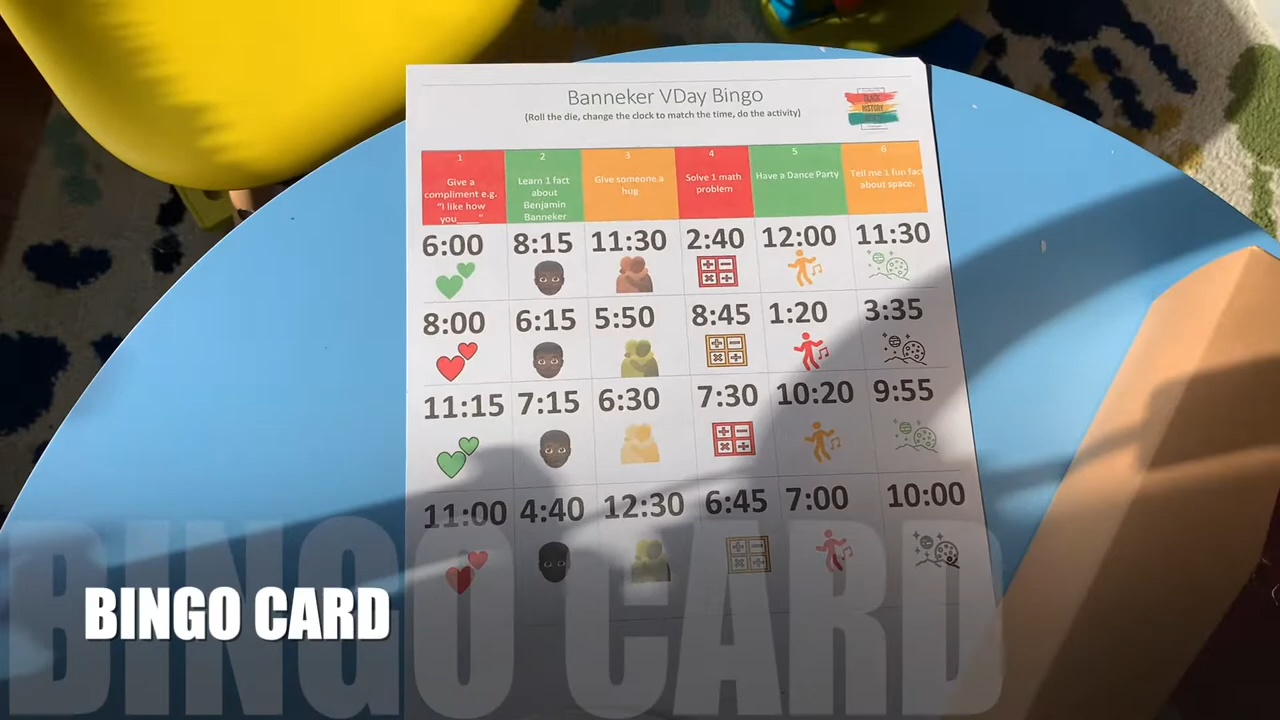 Banneker VDay Bingo
(Roll the die, change the clock to match the time, do the activity)
BLACK
HISTORY
1
Give a
compliment e.g.
"I like how
you____"
2
Learn 1 fact
about
Benjamin
Banneker
3
Give someone a
hug.
4
Solve 1 math
problem
5
Have a Dance Party
6
Tell me 1 fun fact
about space.
6:00 8:15 11:30 2:40 12:00 11:30
8:00 6:15 5:50 8:45 1:20 3:35
11:15 7:15 6:30 7:30 10:20 9:55
11:00 4:40 12:30 6:45 7:00 10:00
BINGO CARD
BINGO CARD